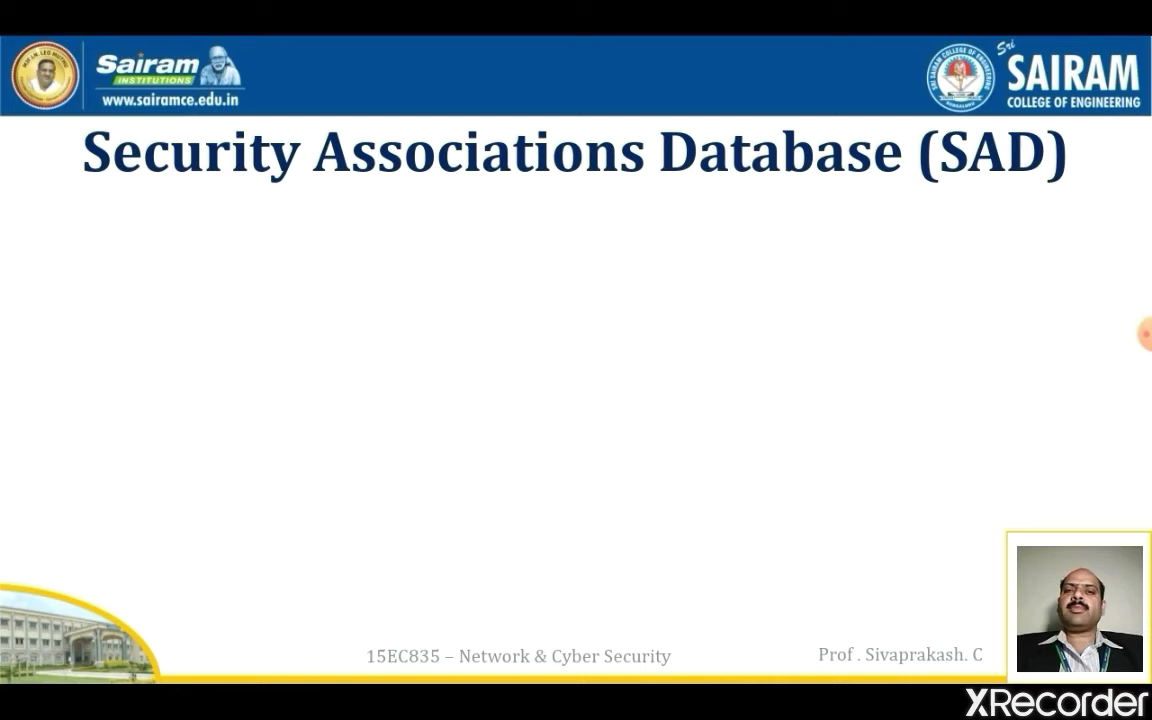 Sairam
INSTITUTIONS
www.sairamce.edu.in
Sri
SAIRAM
COLLEGE OF ENGINEERING
Security Associations Database (SAD)
15EC835 – Network & Cyber Security
Prof . Sivaprakash. C
XRecorder